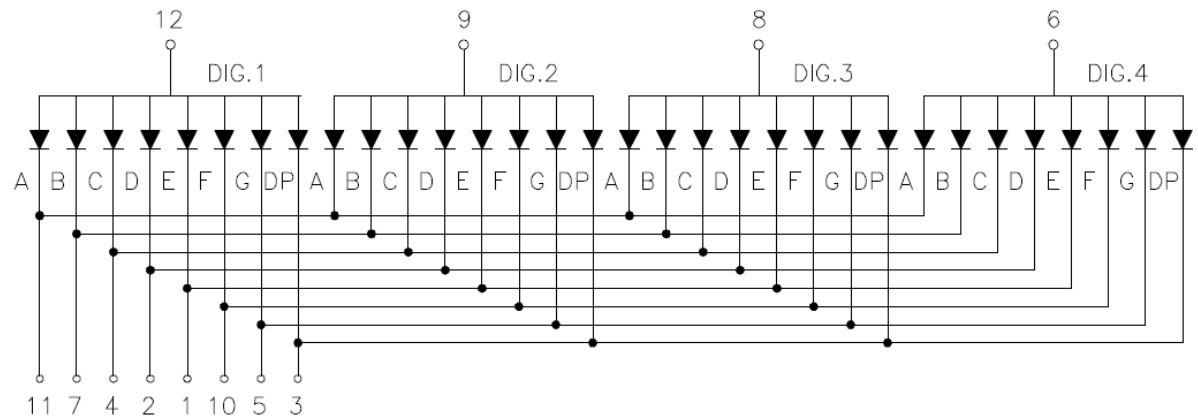 12 9 8 6
DIG.1 DIG.2 DIG.3 DIG.4
A B C D E F G DP A B C D E F G DP A B C D E F G DP A B C D E F G DP
11 7 4 2 1 10 5 3